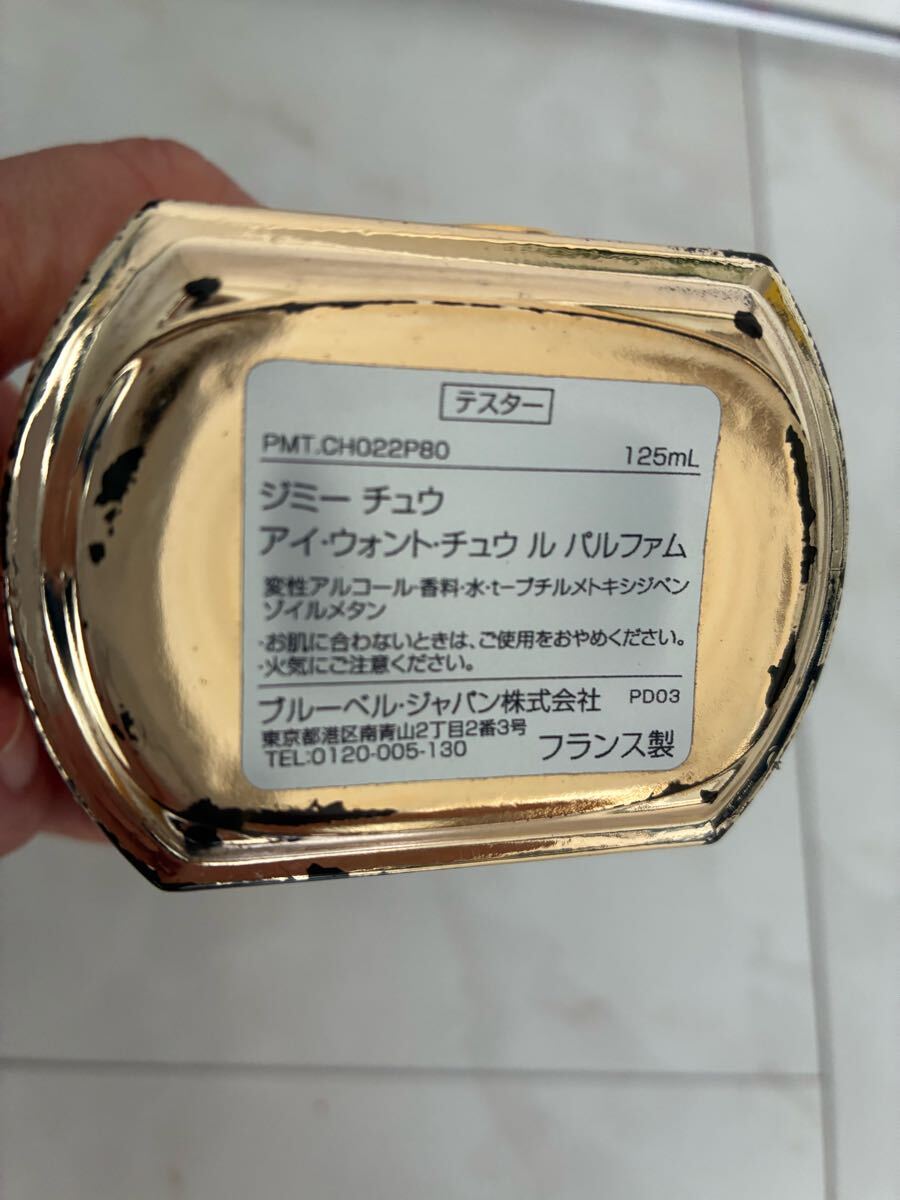 テスター
PMT.CH022P80 125mL
ジミー チュウ
アイ・ウォント・チュウ ル パルファム
変性アルコール・香料・水・t-ブチルメトキシジベン
ゾイルメタン
・お肌に合わないときは、ご使用をおやめください。
・火気にご注意ください。
ブルーベル・ジャパン株式会社 PD03
東京都港区南青山2丁目2番3号
TEL:0120-005-130 フランス製